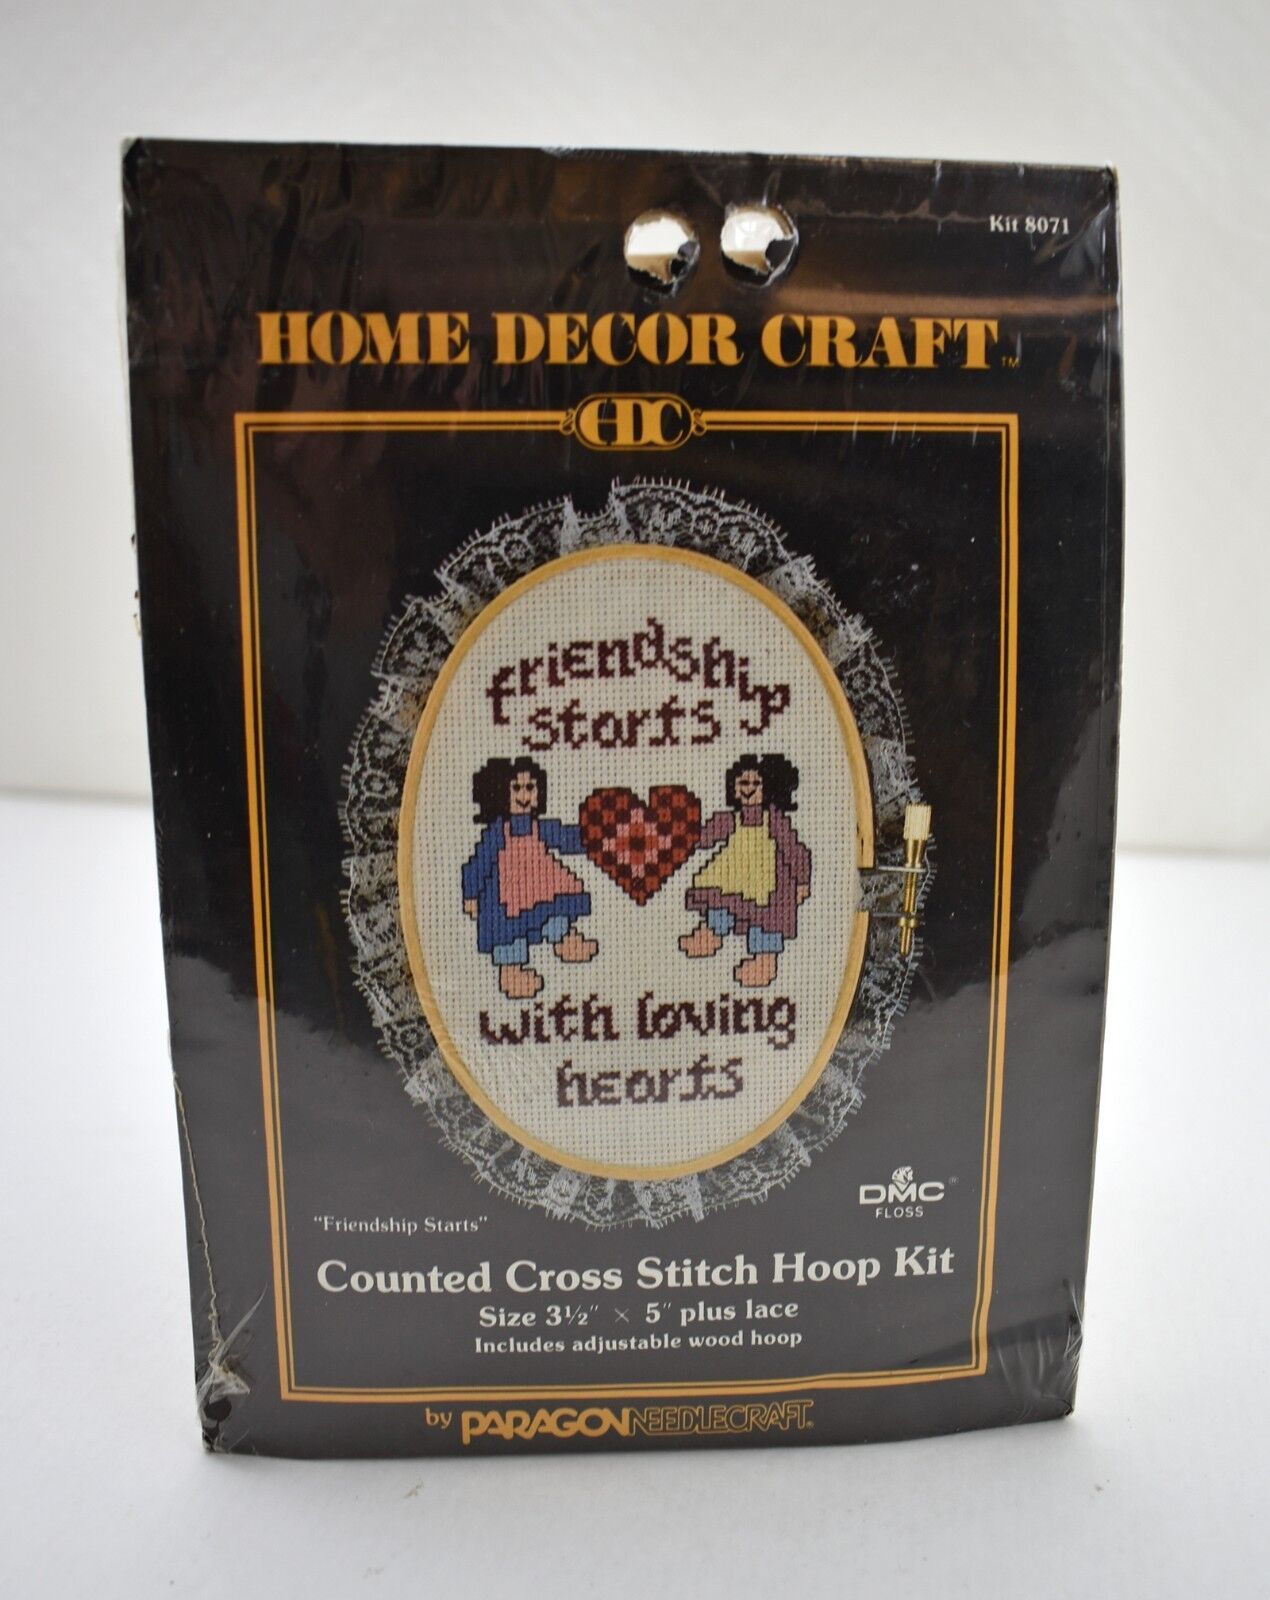 Kit 8071
HOME DECOR CRAFT™
HDC
friendship
starts
with loving
hearts
DMC®
FLOSS
"Friendship Starts"
Counted Cross Stitch Hoop Kit
Size 3½" × 5" plus lace
Includes adjustable wood hoop
by PARAGON NEEDLECRAFT®